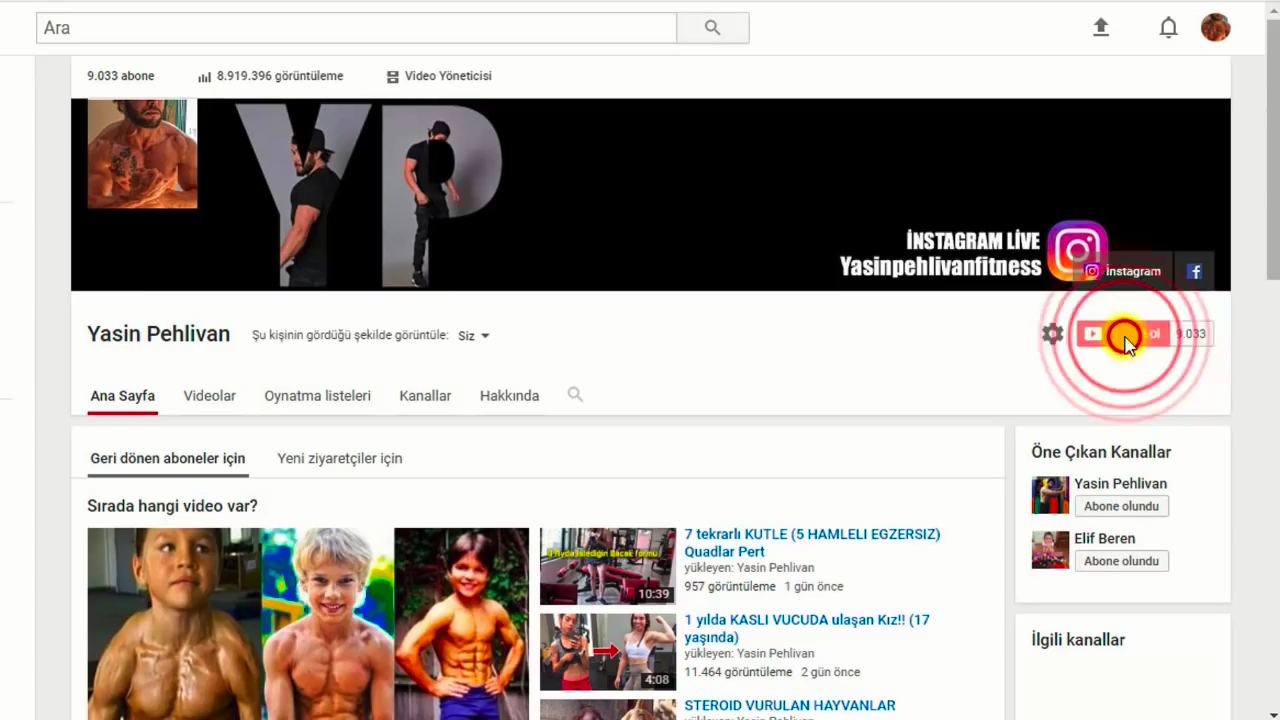 Ara
9.033 abone
8.919.396 görüntüleme
Video Yöneticisi
YP
İNSTAGRAM LİVE
Yasinpehlivanfitness
instagram
Yasin Pehlivan
Şu kişinin gördüğü şekilde görüntüle:
Siz
ol
9.033
Ana Sayfa
Videolar
Oynatma listeleri
Kanallar
Hakkında
Geri dönen aboneler için
Yeni ziyaretçiler için
Sırada hangi video var?
10:39
7 tekrarlı KUTLE (5 HAMLELI EGZERSIZ)
Quadlar Pert
yükleyen: Yasin Pehlivan
957 görüntüleme
1 gün önce
4:08
1 yılda KASLI VUCUDA ulaşan Kız!! (17
yaşında)
yükleyen: Yasin Pehlivan
11.464 görüntüleme
2 gün önce
STEROID VURULAN HAYVANLAR
yükleyen: Yasin Pehlivan
Öne Çıkan Kanallar
Yasin Pehlivan
Abone olundu
Elif Beren
Abone olundu
İlgili kanallar